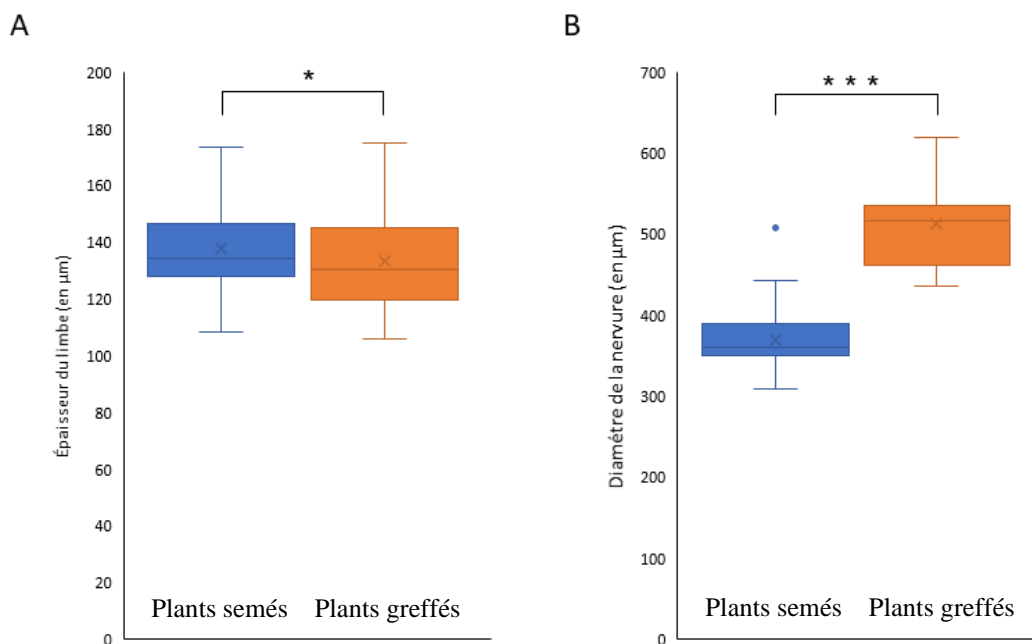 A
Épaisseur du limbe (en µm)
200
180
160
140
120
100
80
60
40
20
0
*
Plants semés
Plants greffés
B
Diamétre de la nervure (en µm)
700
600
500
400
300
200
100
0
* * *
Plants semés
Plants greffés